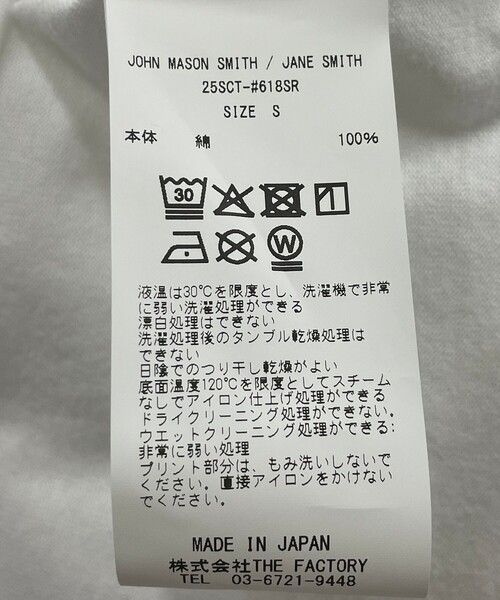 JOHN MASON SMITH / JANE SMITH
25SCT-#618SR
SIZE S
本体 綿 100%
30
W
液温は30℃を限度とし、洗濯機で非常
に弱い洗濯処理ができる
漂白処理はできない
洗濯処理後のタンブル乾燥処理は
できない
日陰でのつり干し乾燥がよい
底面温度120℃を限度としてスチーム
なしでアイロン仕上げ処理ができる
ドライクリーニング処理ができない。
ウエットクリーニング処理ができる:
非常に弱い処理
プリント部分は、もみ洗いしないで
ください。直接アイロンをかけない
でください。
MADE IN JAPAN
株式会社THE FACTORY
TEL 03-6721-9448